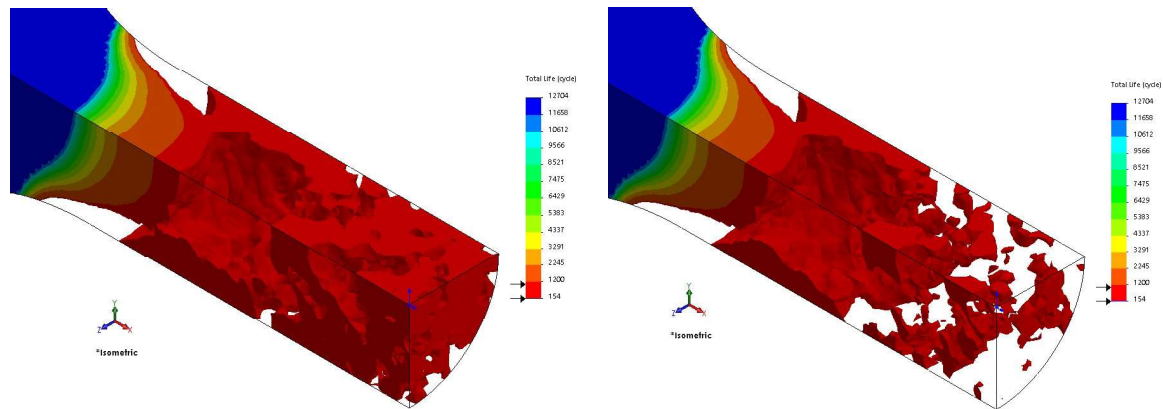 Total Life (cycle)
12704
11658
10612
9566
8521
7475
6429
5383
4337
3291
2245
1200
154
Y
Z
X
*Isometric
Total Life (cycle)
12704
11658
10612
9566
8521
7475
6429
5383
4337
3291
2245
1200
154
Y
Z
X
*Isometric